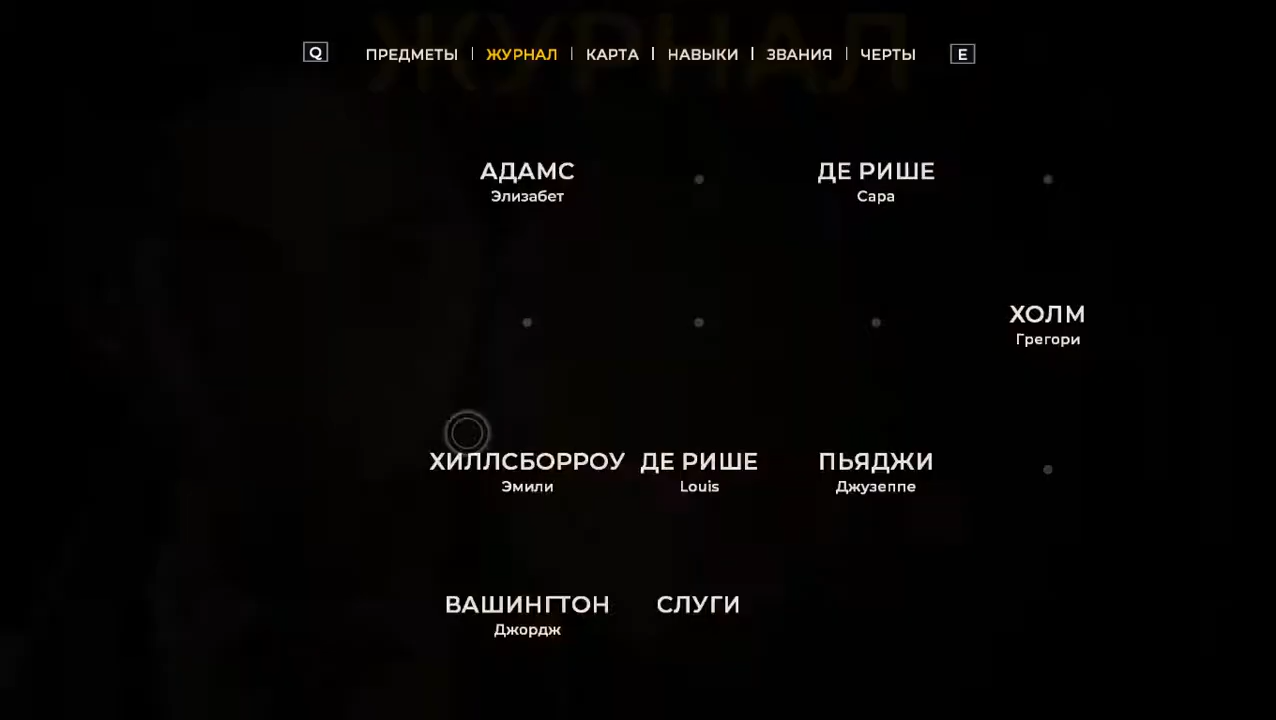 ЖУРНАЛ
Q ПРЕДМЕТЫ ЖУРНАЛ КАРТА НАВЫКИ ЗВАНИЯ ЧЕРТЫ E
АДАМС ДЕ РИШЕ
Элизабет Сара
ХОЛМ
Грегори
ХИЛЛСБОРРОУ ДЕ РИШЕ ПЬЯДЖИ
Эмили Louis Джузеппе
ВАШИНГТОН СЛУГИ
Джордж